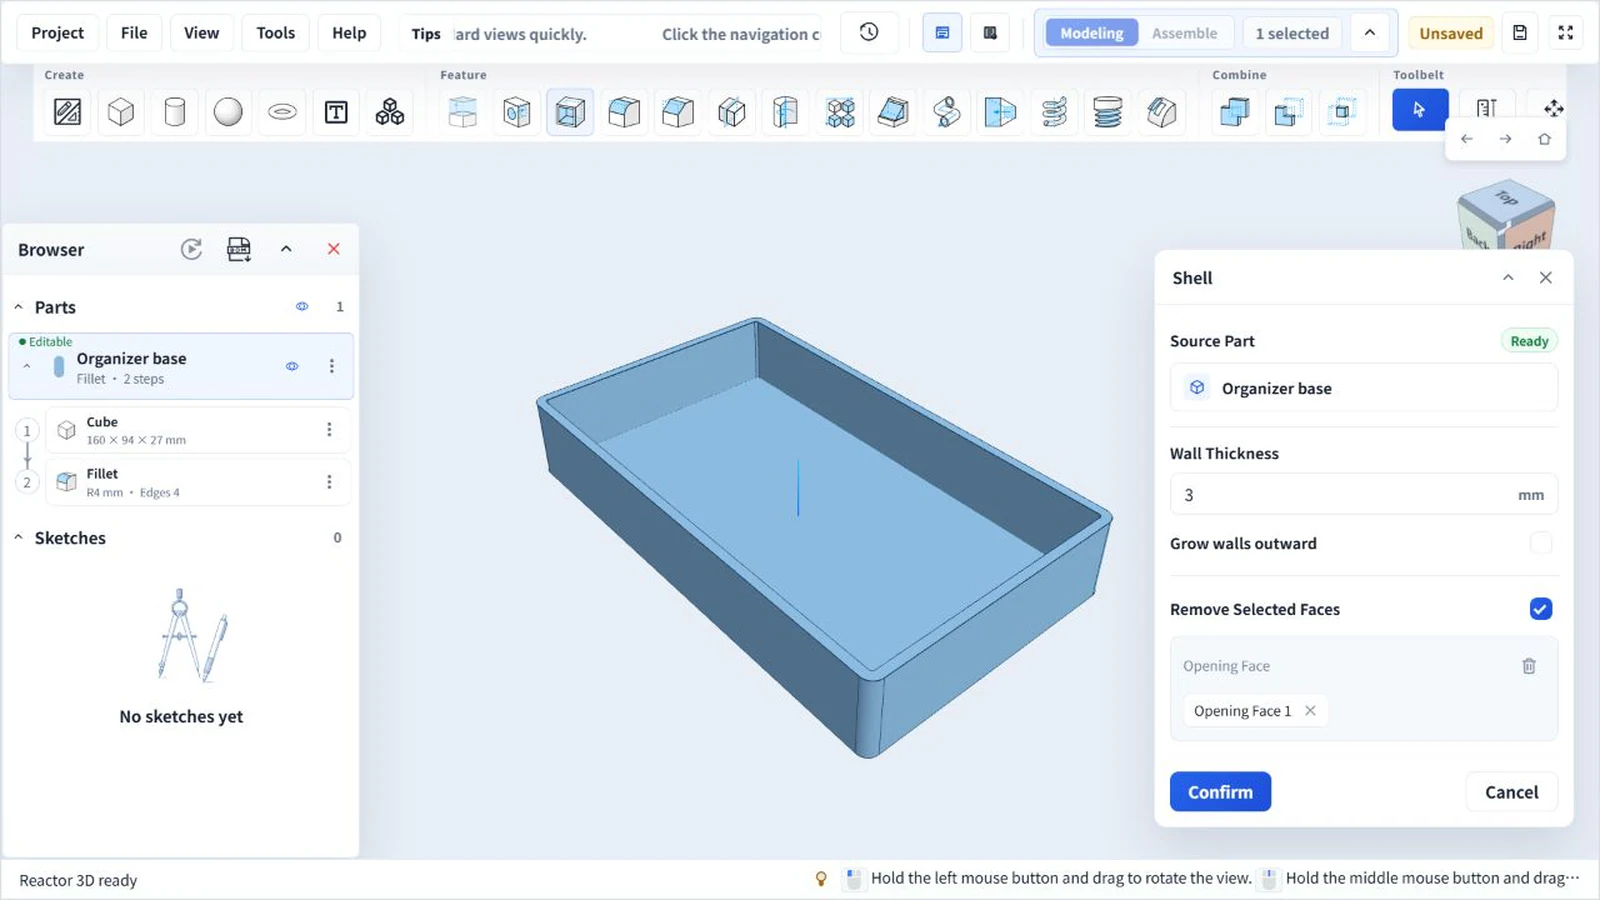 Project
File
View
Tools
Help
Tips
ard views quickly.
Click the navigation c
Modeling
Assemble
1 selected
Unsaved
Create
Feature
Combine
Toolbelt
Top
Back
Right
Browser
Parts
1
Editable
Organizer base
Fillet • 2 steps
1
Cube
160 × 94 × 27 mm
2
Fillet
R4 mm • Edges 4
Sketches
0
No sketches yet
Shell
Source Part
Ready
Organizer base
Wall Thickness
3
mm
Grow walls outward
Remove Selected Faces
Opening Face
Opening Face 1
Confirm
Cancel
Reactor 3D ready
Hold the left mouse button and drag to rotate the view.
Hold the middle mouse button and drag···